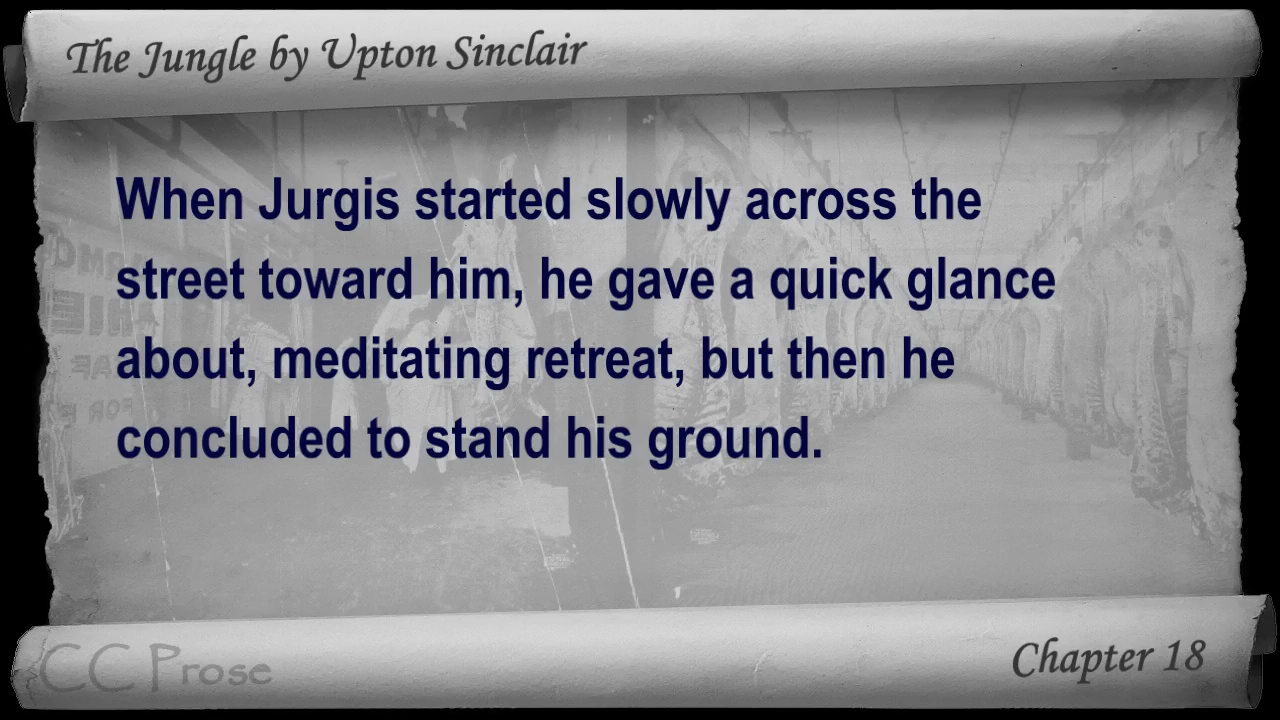 The Jungle by Upton Sinclair
When Jurgis started slowly across the
street toward him, he gave a quick glance
about, meditating retreat, but then he
concluded to stand his ground.
CC Prose
Chapter 18